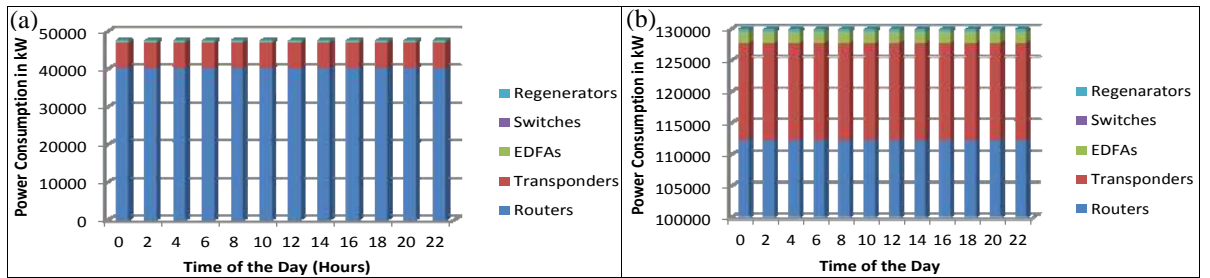 (a)
Power Consumption in kW
50000
40000
30000
20000
10000
0
0 2 4 6 8 10 12 14 16 18 20 22
Time of the Day (Hours)
Regenerators
Switches
EDFAs
Transponders
Routers
(b)
Power Consumption in kW
130000
125000
120000
115000
110000
105000
100000
0 2 4 6 8 10 12 14 16 18 20 22
Time of the Day
Regenarators
Switches
EDFAs
Transponders
Routers